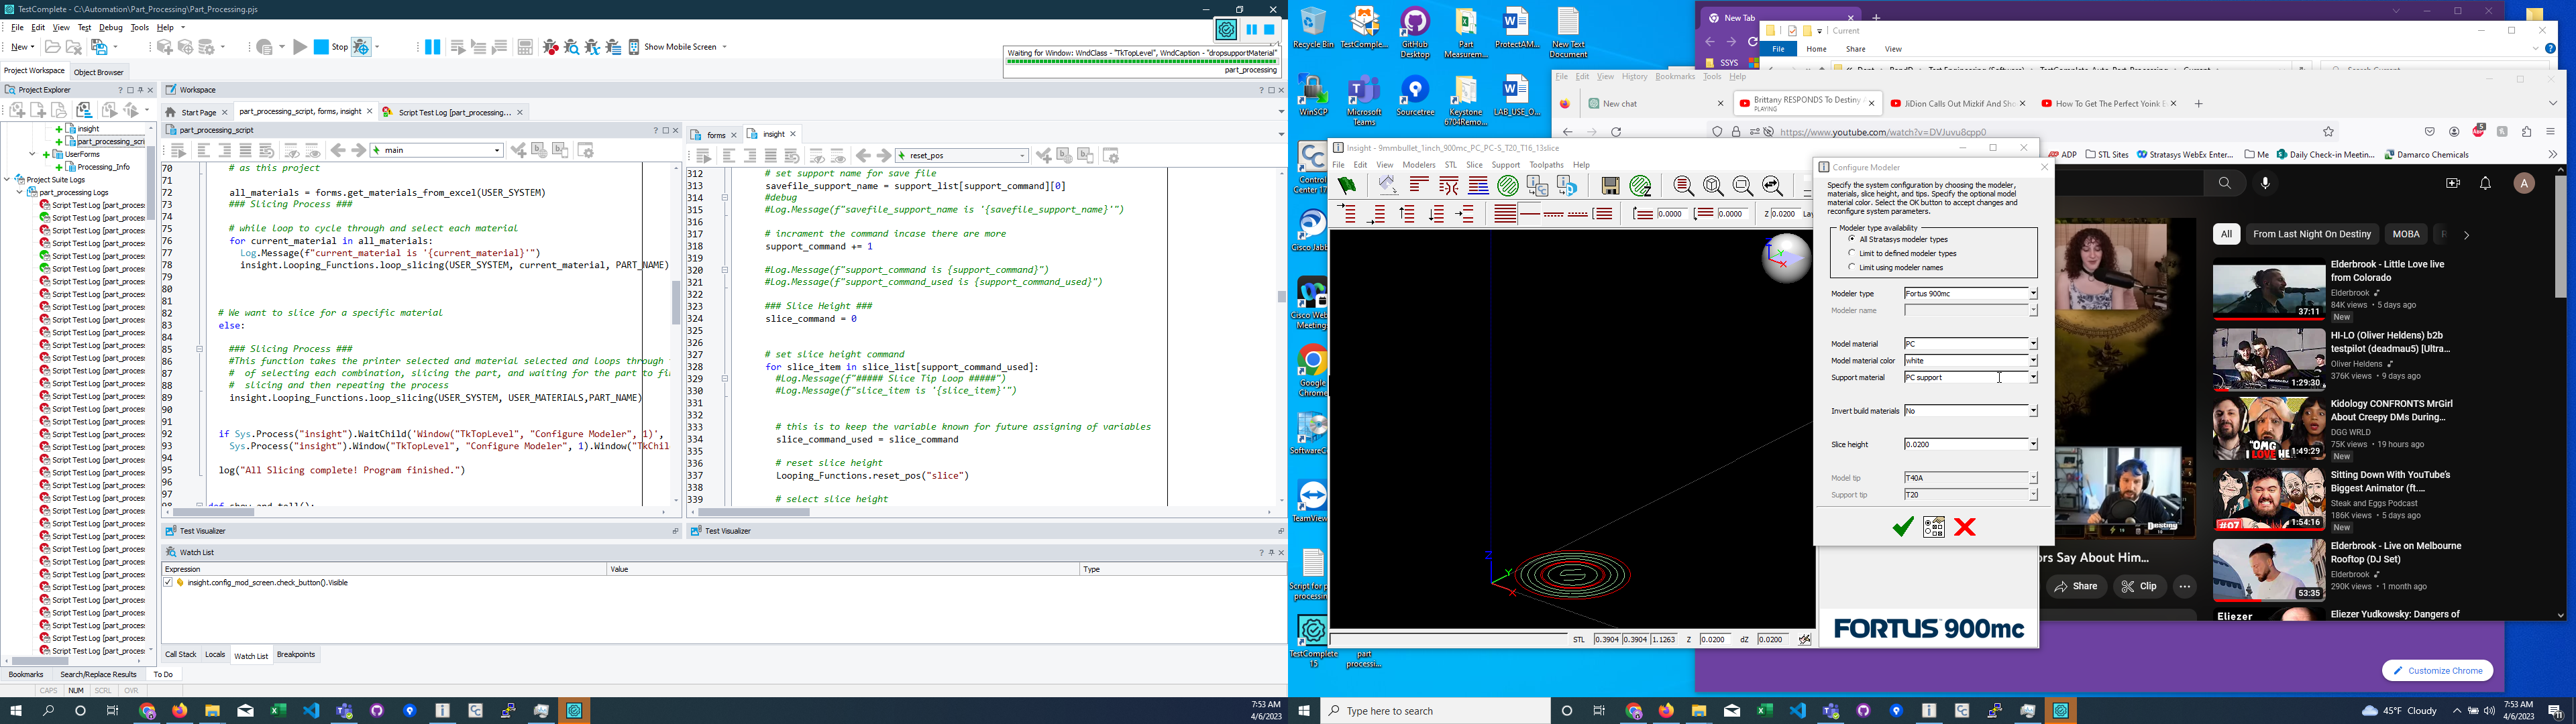 TestComplete - C:\Automation\Part_Processing\Part_Processing.pjs
File Edit View Test Debug Tools Help
New Stop Show Mobile Screen
Waiting for Window: WndClass - "TkTopLevel", WndCaption - "dropsupportMaterial"
part_processing
Project Workspace Object Browser
Project Explorer
insight
part_processing_scri
UserForms
Processing_Info
Project Suite Logs
part_processing Logs
Script Test Log [part_process
Workspace
Start Page
part_processing_script, forms, insight
Script Test Log [part_processing...
part_processing_script
main
70 # as this project
71
72 all_materials = forms.get_materials_from_excel(USER_SYSTEM)
73 ### Slicing Process ###
74
75 # while loop to cycle through and select each material
76 for current_material in all_materials:
77 Log.Message(f"current_material is '{current_material}'")
78 insight.Looping_Functions.loop_slicing(USER_SYSTEM, current_material, PART_NAME)
79
80
81
82 # We want to slice for a specific material
83 else:
84
85 ### Slicing Process ###
86 #This function takes the printer selected and material selected and loops through
87 # of selecting each combination, slicing the part, and waiting for the part to fi
88 # slicing and then repeating the process
89 insight.Looping_Functions.loop_slicing(USER_SYSTEM, USER_MATERIALS,PART_NAME)
90
91
92 if Sys.Process("insight").WaitChild('Window("TkTopLevel", "Configure Modeler", 1)',
93 Sys.Process("insight").Window("TkTopLevel", "Configure Modeler", 1).Window("TkChil
94
95 log("All Slicing complete! Program finished.")
96
97
98 def show_and_tell():
forms insight
reset_pos
312 # set support name for save file
313 savefile_support_name = support_list[support_command][0]
314 #debug
315 #Log.Message(f"savefile_support_name is '{savefile_support_name}'")
316
317 # increment the command incase there are more
318 support_command += 1
319
320 #Log.Message(f"support_command is {support_command}")
321 #Log.Message(f"support_command_used is {support_command_used}")
322
323 ### Slice Height ###
324 slice_command = 0
325
326
327 # set slice height command
328 for slice_item in slice_list[support_command_used]:
329 #Log.Message(f"##### Slice Tip Loop #####")
330 #Log.Message(f"slice_item is '{slice_item}'")
331
332
333 # this is to keep the variable known for future assigning of variables
334 slice_command_used = slice_command
335
336 # reset slice height
337 Looping_Functions.reset_pos("slice")
338
339 # select slice height
Test Visualizer
Test Visualizer
Watch List
Expression Value Type
insight.config_mod_screen.check_button().Visible
Call Stack Locals Watch List Breakpoints
Bookmarks Search/Replace Results To Do
CAPS NUM SCRL OVR
7:53 AM
4/6/2023
Recycle Bin
TestComple...
GitHub Desktop
Part Measurem...
ProtectAM...
New Text Document
WinSCP
Microsoft Teams
Sourcetree
Keystone 6704Remo...
LAB_USE_O...
Cisco Jabb
Cisco Web Meeting
Google Chrome
SoftwareC
TeamView
Script for p processin
TestComplete 15
part processi...
New Tab
SSYS
Current
File Home Share View
File Edit View History Bookmarks Tools Help
New chat
Brittany RESPONDS To Destiny
PLAYING
JiDion Calls Out Mizkif And Sha
How To Get The Perfect Yoink E
https://www.youtube.com/watch?v=DVJuvu8cpp0
ADP STL Sites Stratasys WebEx Enter... Me Daily Check-in Meetin... Damarco Chemicals
Insight - 9mmbullet_1inch_900mc_PC_PC-S_T20_T16_13slice
File Edit View Modelers STL Slice Support Toolpaths Help
0.0000 0.0000 Z 0.0200 Lay
Z
Y
X
STL 0.3904 0.3904 1.1263 Z 0.0200 dZ 0.0200
Configure Modeler
Specify the system configuration by choosing the modeler,
materials, slice height, and tips. Specify the optional model
material color. Select the OK button to accept changes and
reconfigure system parameters.
Modeler type availability
All Stratasys modeler types
Limit to defined modeler types
Limit using modeler names
Modeler type Fortus 900mc
Modeler name
Model material PC
Model material color white
Support material PC support
Invert build materials No
Slice height 0.0200
Model tip T40A
Support tip T20
FORTUS 900mc
A
All From Last Night On Destiny MOBA
Elderbrook - Little Love live
from Colorado
Elderbrook
84K views • 5 days ago
New
37:11
HI-LO (Oliver Heldens) b2b
testpilot (deadmau5) [Ultra...
Oliver Heldens
376K views • 9 days ago
1:29:30
Kidology CONFRONTS MrGirl
About Creepy DMs During...
DGG WRLD
75K views • 19 hours ago
New
1:49:29
Sitting Down With YouTube's
Biggest Animator (ft....
Steak and Eggs Podcast
186K views • 5 days ago
New
1:54:16
Elderbrook - Live on Melbourne
Rooftop (DJ Set)
Elderbrook
290K views • 1 month ago
53:35
Eliezer Yudkowsky: Dangers of
Eliezer
ors Say About Him...
Share Clip
Destiny
Customize Chrome
Type here to search
45°F Cloudy
7:53 AM
4/6/2023